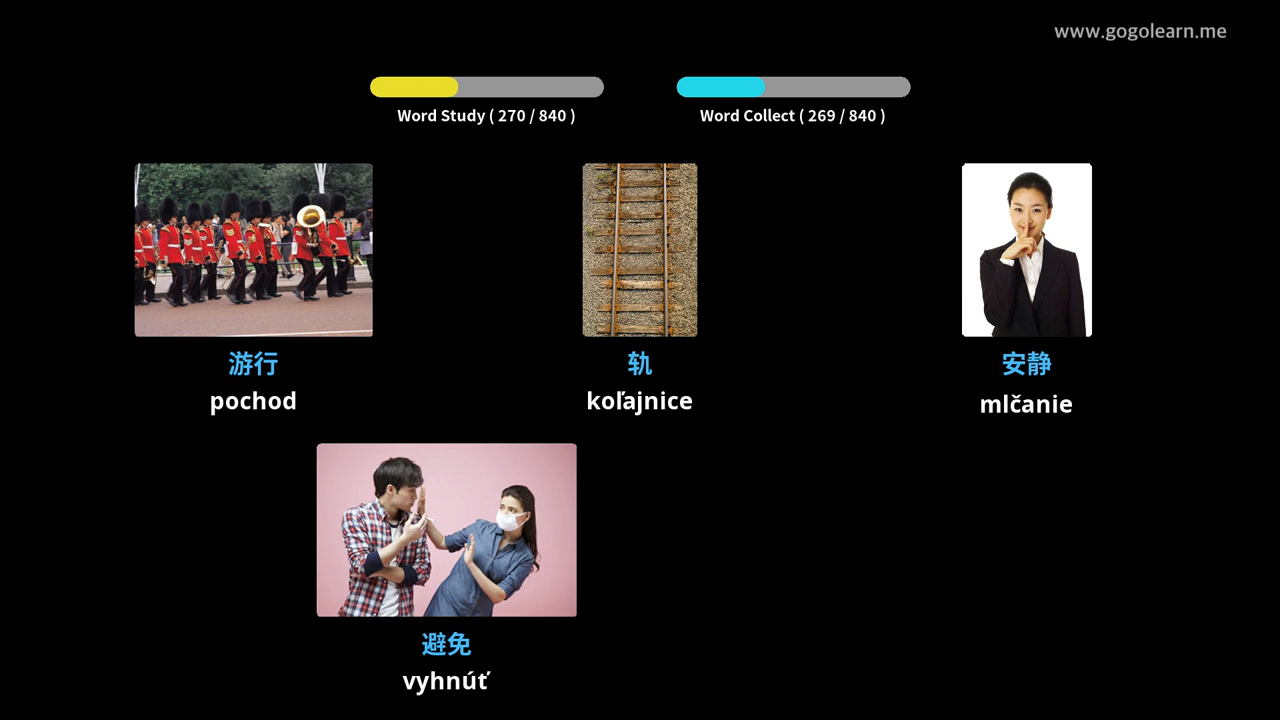 www.gogolearn.me
Word Study ( 270 / 840 )
Word Collect ( 269 / 840 )
游行
pochod
轨
koľajnice
安静
mlčanie
避免
vyhnúť